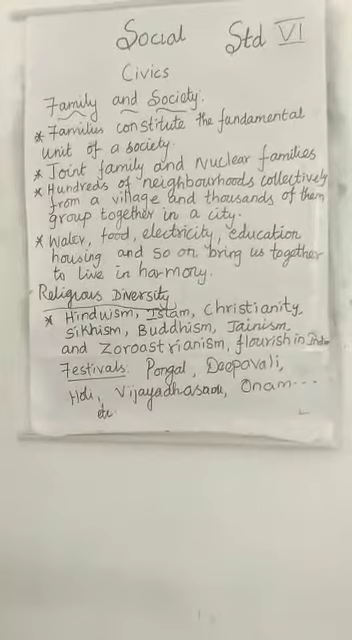 Social Std VI
Civics
Family and Society.
* Families constitute the fundamental
unit of a society.
* Joint family and Nuclear families
* Hundreds of neighbourhoods collectively
from a village and thousands of them
group together in a city.
* Water, food, electricity, education
housing and so on bring us together
to live in harmony.
Religious Diversity
* Hinduism, Islam, Christianity
Sikhism, Buddhism, Jainism
and Zoroastrianism, flourish in India
Festivals: Pongal, Deepavali,
Holi, Vijayadhasami, Onam...
etc.